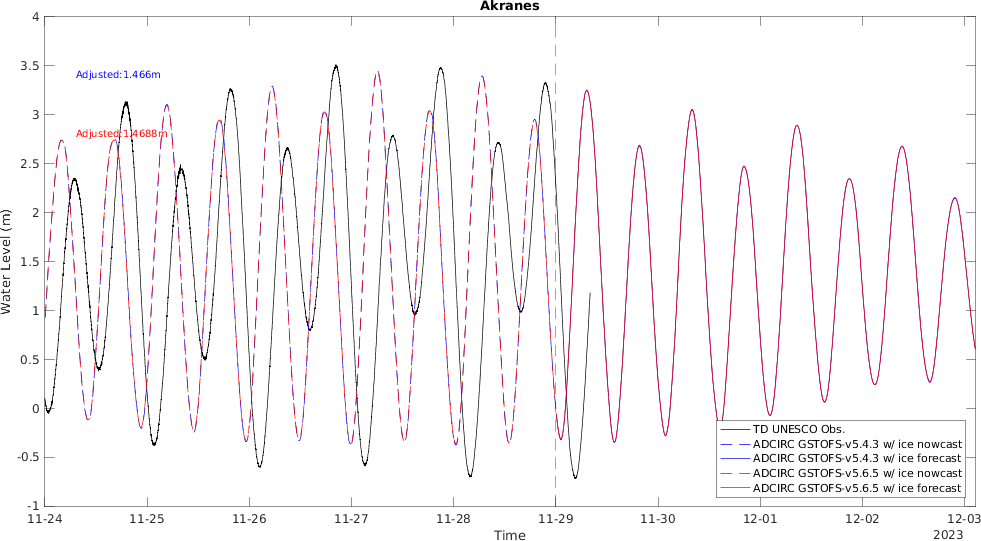 Akranes
4
3.5
3
2.5
2
1.5
1
0.5
0
-0.5
-1
Water Level (m)
Adjusted:1.466m
Adjusted:1.4688m
TD UNESCO Obs.
ADCIRC GSTOFS-v5.4.3 w/ ice nowcast
ADCIRC GSTOFS-v5.4.3 w/ ice forecast
ADCIRC GSTOFS-v5.6.5 w/ ice nowcast
ADCIRC GSTOFS-v5.6.5 w/ ice forecast
11-24 11-25 11-26 11-27 11-28 11-29 11-30 12-01 12-02 12-03
Time
2023